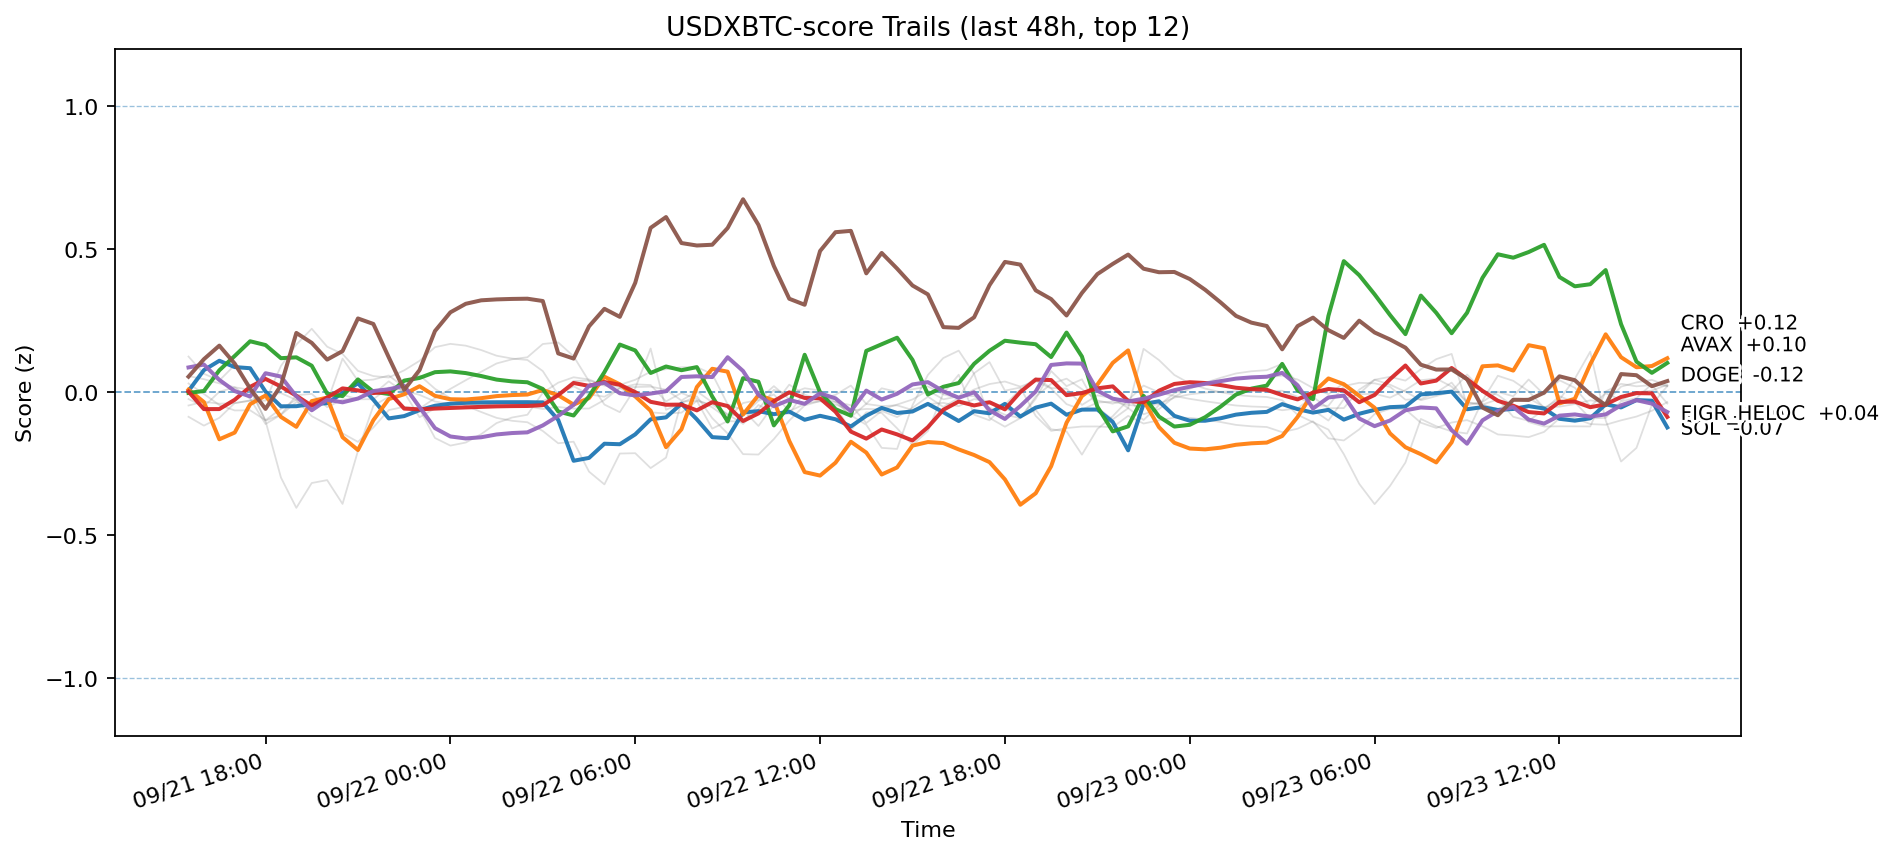 USDXBTC-score Trails (last 48h, top 12)
Score (z)
1.0
0.5
0.0
−0.5
−1.0
CRO +0.12
AVAX +0.10
DOGE -0.12
FIGR_HELOC +0.04
SOL -0.07
09/21 18:00
09/22 00:00
09/22 06:00
09/22 12:00
09/22 18:00
09/23 00:00
09/23 06:00
09/23 12:00
Time